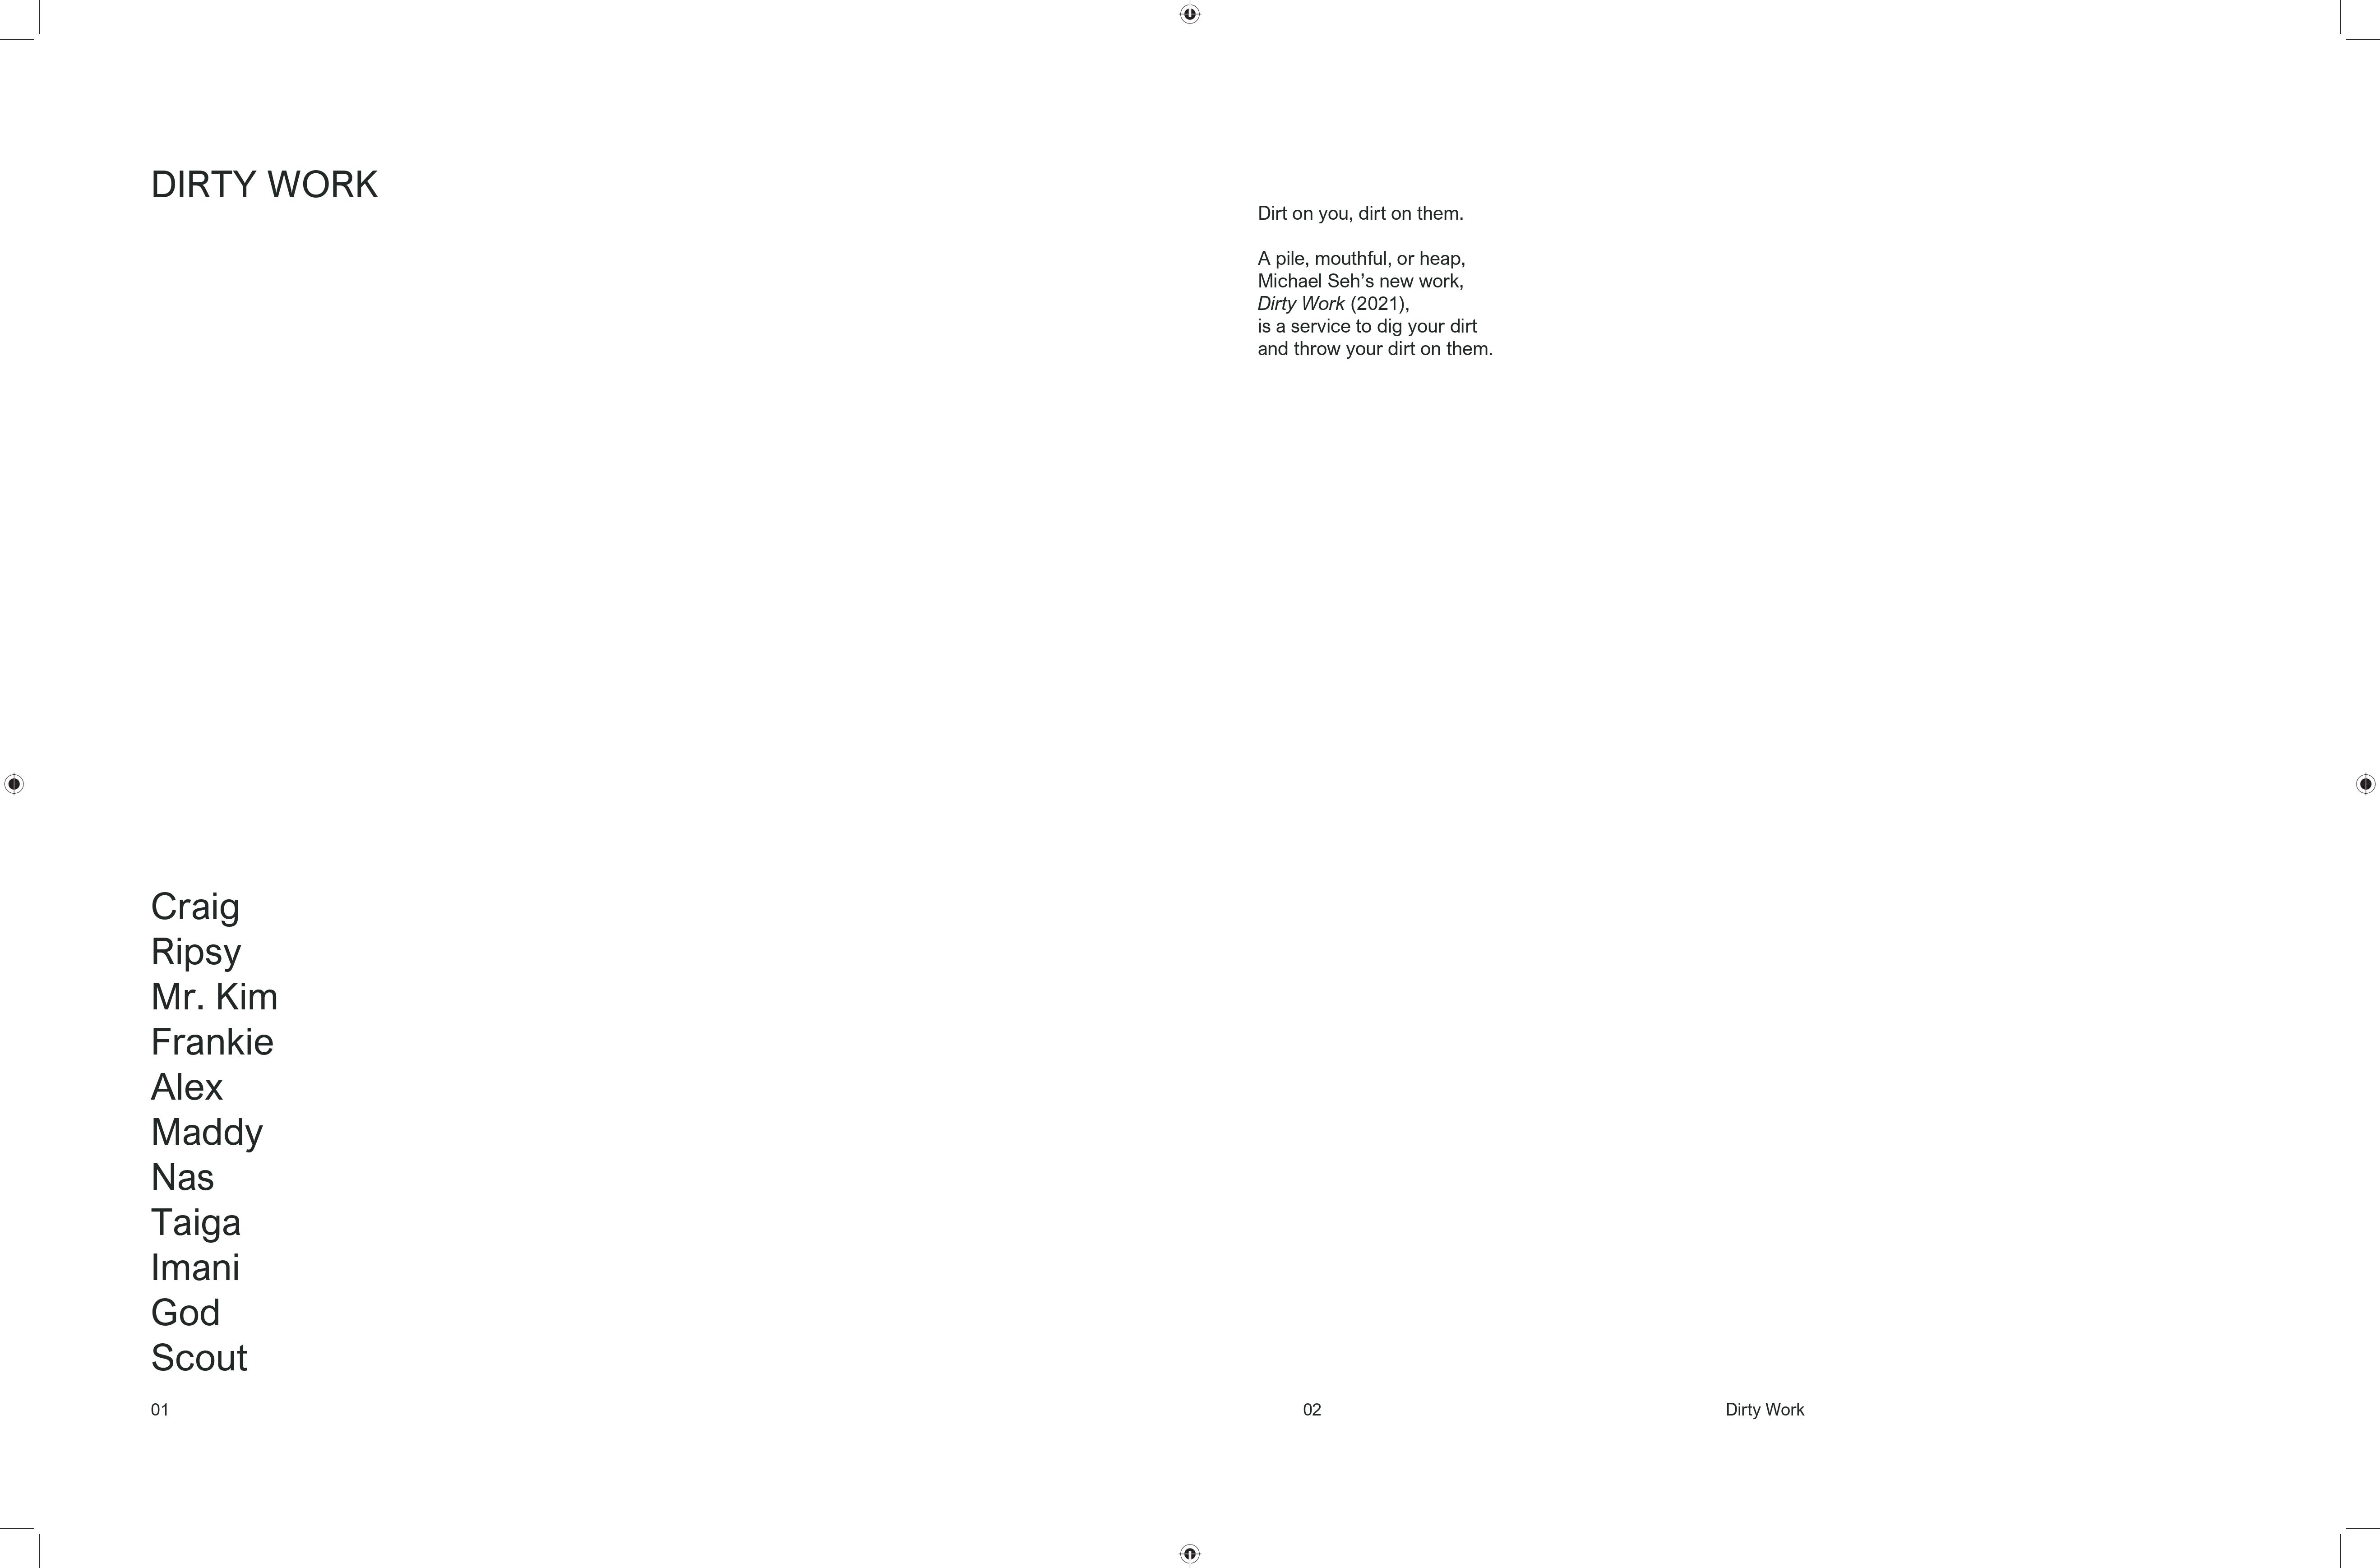 DIRTY WORK
Craig
Ripsy
Mr. Kim
Frankie
Alex
Maddy
Nas
Taiga
Imani
God
Scout
01
Dirt on you, dirt on them.
A pile, mouthful, or heap,
Michael Seh’s new work,
Dirty Work (2021),
is a service to dig your dirt
and throw your dirt on them.
02
Dirty Work